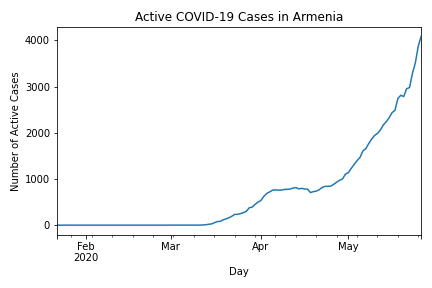 Active COVID-19 Cases in Armenia
Number of Active Cases
4000
3000
2000
1000
0
Feb
2020
Mar
Apr
May
Day